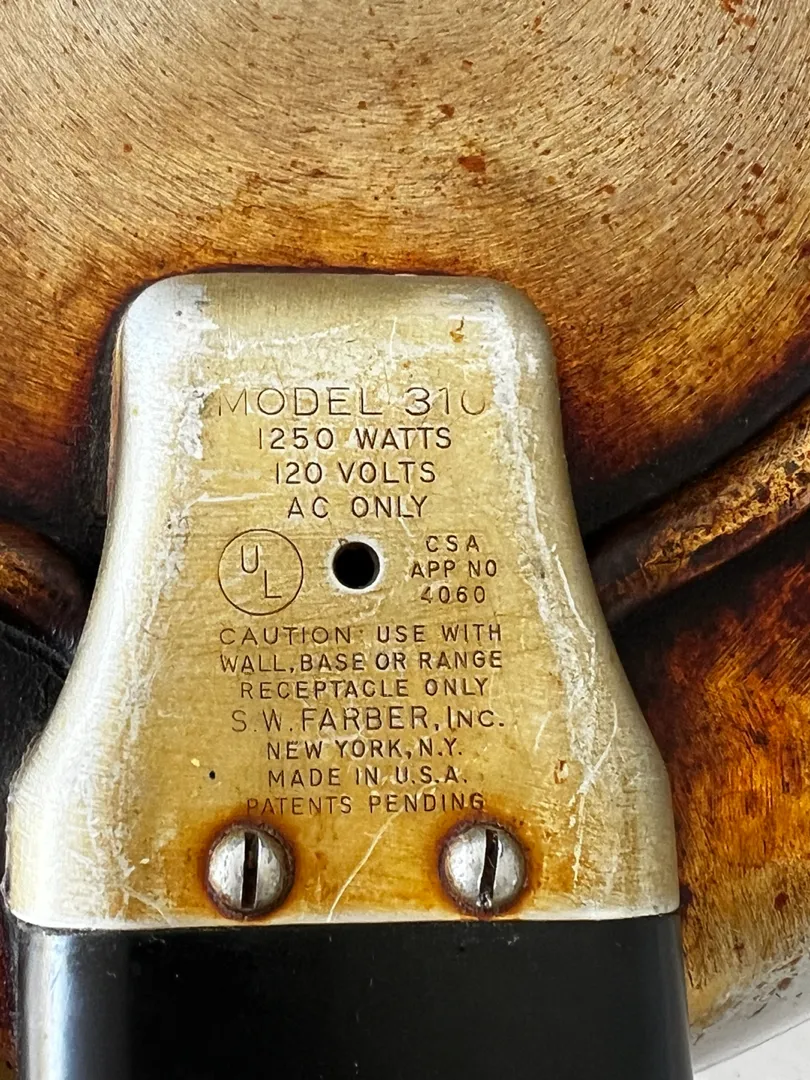 MODEL 310
1250 WATTS
120 VOLTS
AC ONLY
UL
CSA
APP NO
4060
CAUTION: USE WITH
WALL, BASE OR RANGE
RECEPTACLE ONLY
S.W. FARBER, INC.
NEW YORK, N.Y.
MADE IN U.S.A.
PATENTS PENDING